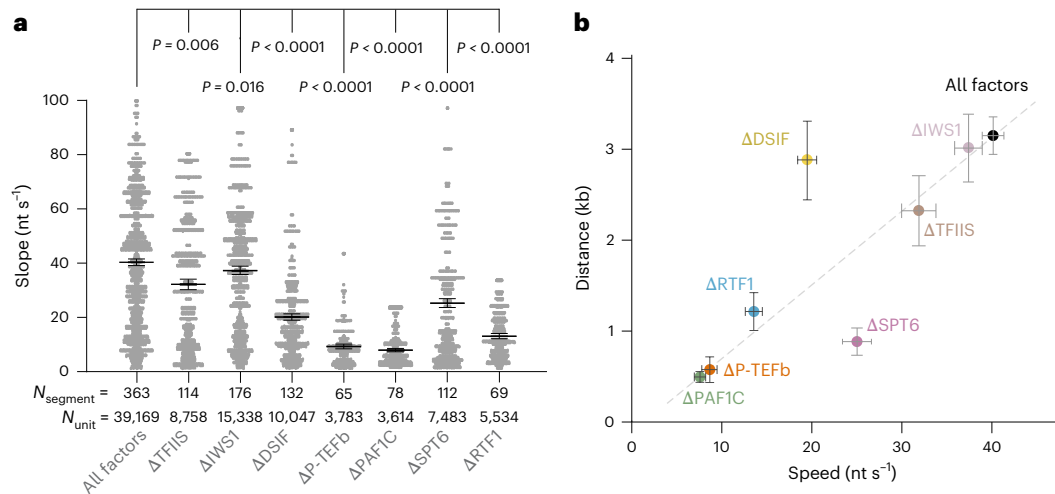 a
P = 0.006
P < 0.0001
P < 0.0001
P < 0.0001
P = 0.016
P < 0.0001
P < 0.0001
Slope (nt s⁻¹)
100
80
60
40
20
0
N segment = 363 114 176 132 65 78 112 69
N unit = 39,169 8,758 15,338 10,047 3,783 3,614 7,483 5,534
All factors ΔTFIIS ΔIWS1 ΔDSIF ΔP-TEFb ΔPAF1C ΔSPT6 ΔRTF1
b
Distance (kb)
4
3
2
1
0
All factors
ΔIWS1
ΔDSIF
ΔTFIIS
ΔRTF1
ΔSPT6
ΔP-TEFb
ΔPAF1C
0 10 20 30 40
Speed (nt s⁻¹)